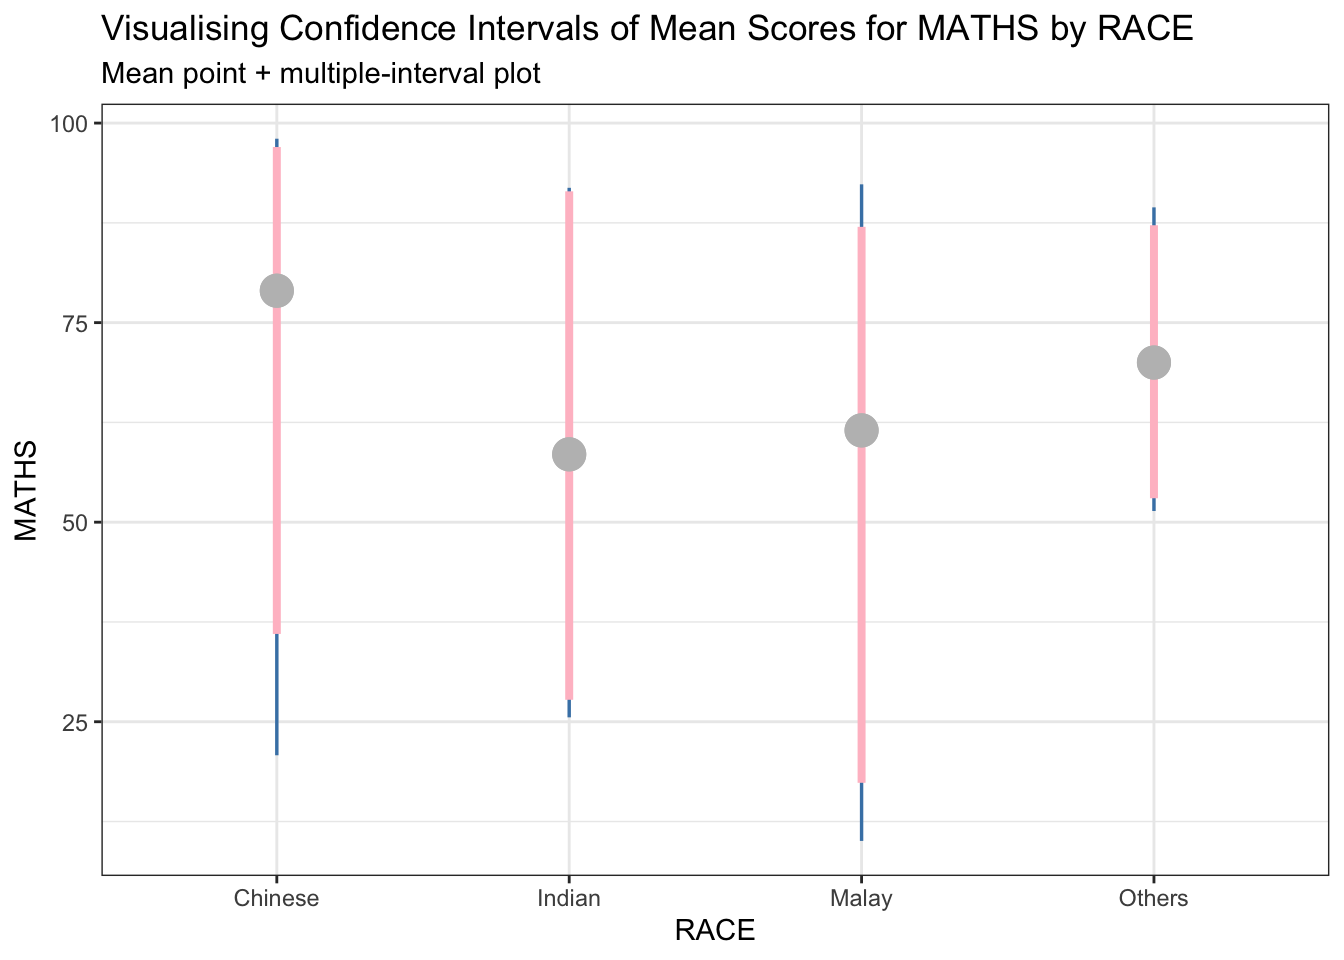 Visualising Confidence Intervals of Mean Scores for MATHS by RACE
Mean point + multiple-interval plot
100
75
50
25
MATHS
Chinese
Indian
Malay
Others
RACE